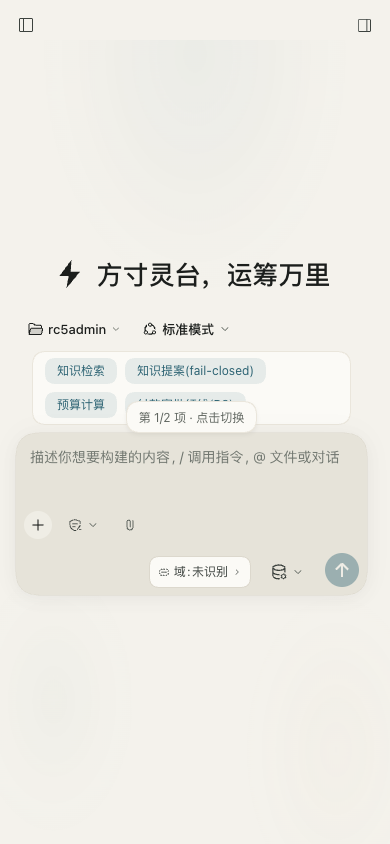 方寸灵台，运筹万里
rc5admin
标准模式
知识检索
知识提案(fail-closed)
预算计算
第 1/2 项 · 点击切换
描述你想要构建的内容, / 调用指令, @ 文件或对话
域:未识别